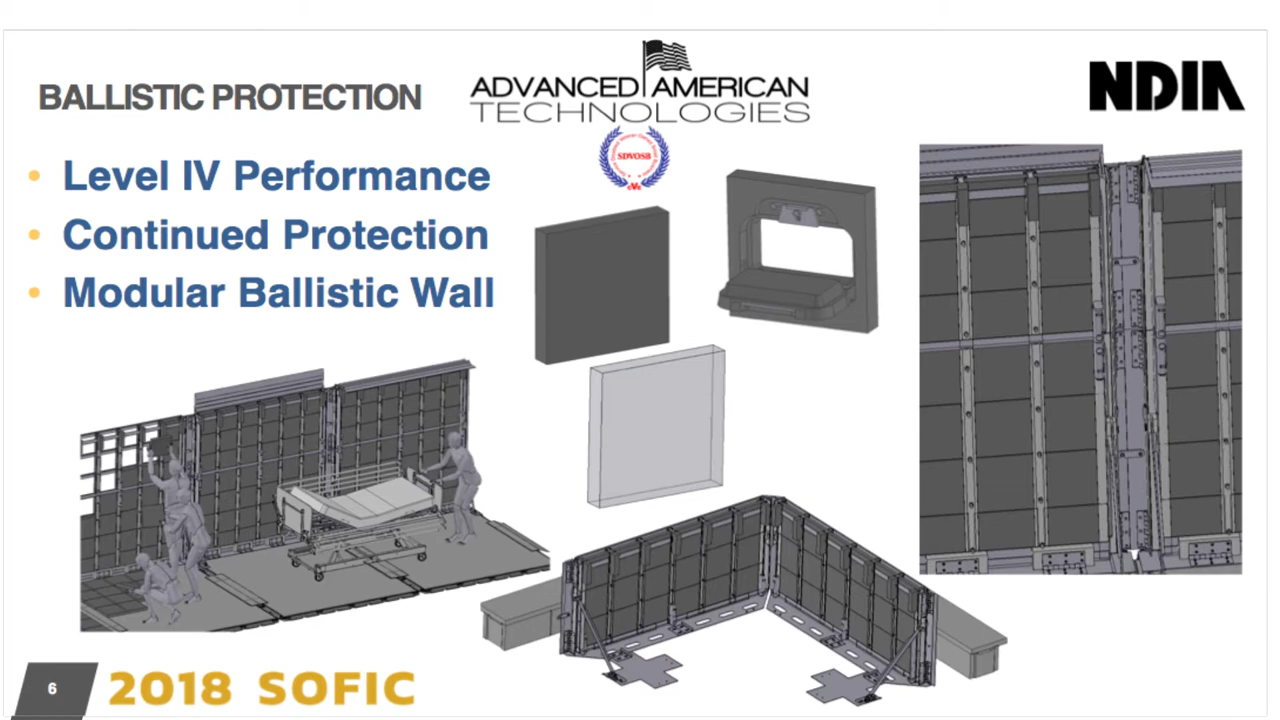 BALLISTIC PROTECTION
ADVANCED AMERICAN
TECHNOLOGIES
NDIA
SDVOSB
• Level IV Performance
• Continued Protection
• Modular Ballistic Wall
6
2018 SOFIC